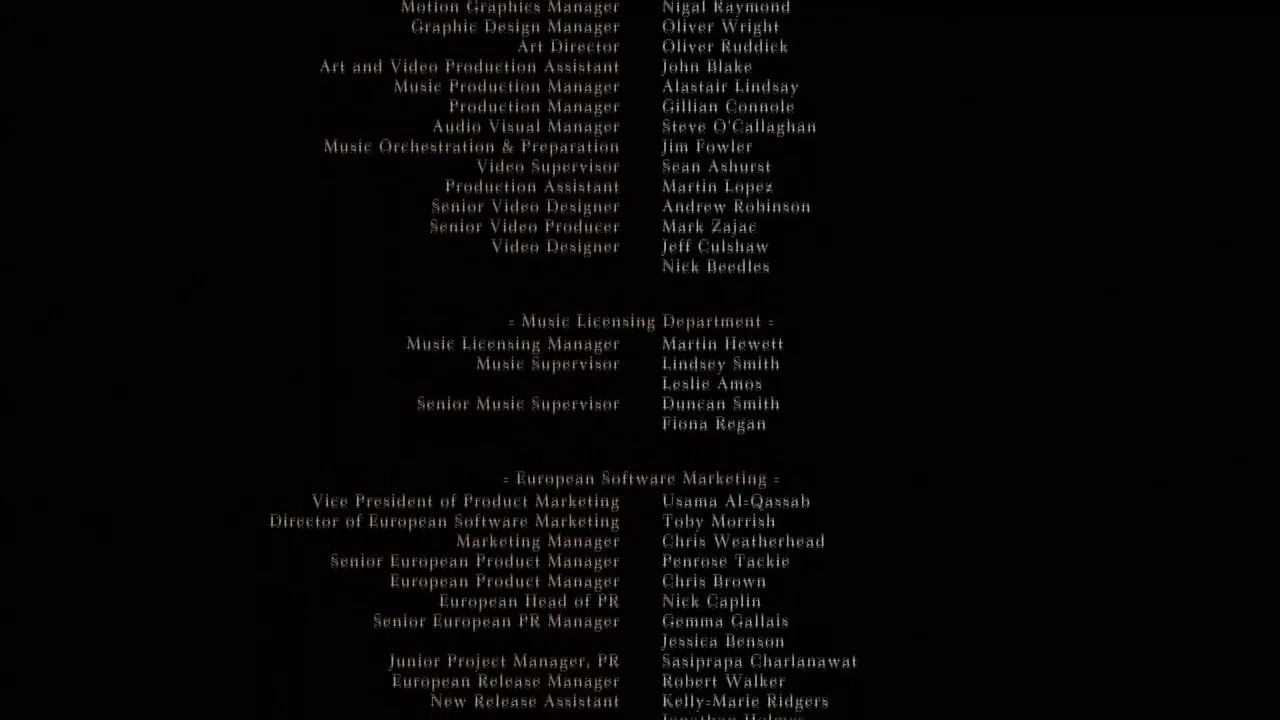 Motion Graphics Manager Nigal Raymond
Graphic Design Manager Oliver Wright
Art Director Oliver Ruddick
Art and Video Production Assistant John Blake
Music Production Manager Alastair Lindsay
Production Manager Gillian Connole
Audio Visual Manager Steve O'Callaghan
Music Orchestration & Preparation Jim Fowler
Video Supervisor Sean Ashurst
Production Assistant Martin Lopez
Senior Video Designer Andrew Robinson
Senior Video Producer Mark Zajac
Video Designer Jeff Culshaw
Nick Beedles
- Music Licensing Department -
Music Licensing Manager Martin Hewett
Music Supervisor Lindsey Smith
Leslie Amos
Senior Music Supervisor Duncan Smith
Fiona Regan
- European Software Marketing -
Vice President of Product Marketing Usama Al-Qassab
Director of European Software Marketing Toby Morrish
Marketing Manager Chris Weatherhead
Senior European Product Manager Penrose Tackie
European Product Manager Chris Brown
European Head of PR Nick Caplin
Senior European PR Manager Gemma Gallais
Jessica Benson
Junior Project Manager, PR Sasiprapa Charlanawat
European Release Manager Robert Walker
New Release Assistant Kelly-Marie Ridgers
Jonathan Holmes